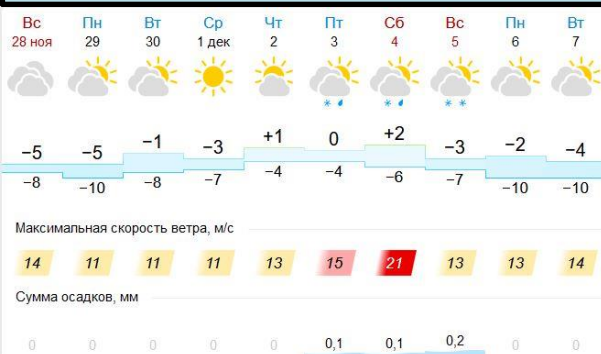 Вс Пн Вт Ср Чт Пт Сб Вс Пн Вт
28 ноя 29 30 1 дек 2 3 4 5 6 7
−5 −5 −1 −3 +1 0 +2 −3 −2 −4
−8 −10 −8 −7 −4 −4 −6 −7 −10 −10
Максимальная скорость ветра, м/с
14 11 11 11 13 15 21 13 13 14
Сумма осадков, мм
0 0 0 0 0 0,1 0,1 0,2 0 0